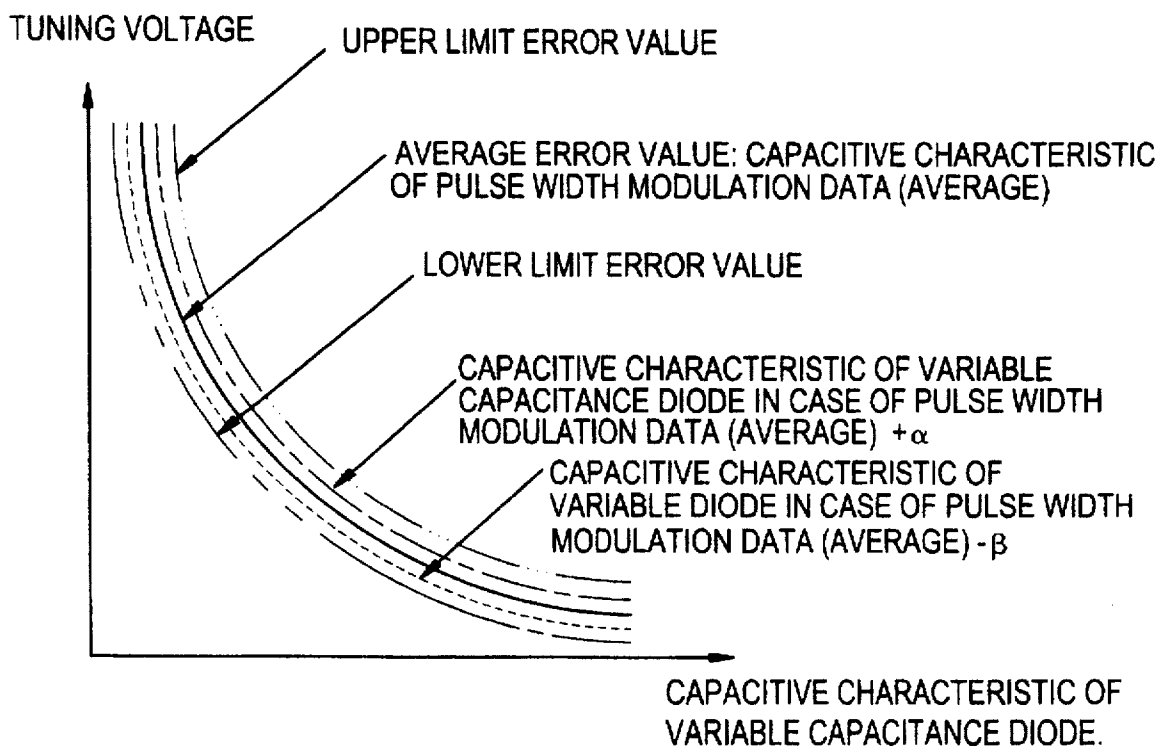 TUNING VOLTAGE
UPPER LIMIT ERROR VALUE
AVERAGE ERROR VALUE: CAPACITIVE CHARACTERISTIC
OF PULSE WIDTH MODULATION DATA (AVERAGE)
LOWER LIMIT ERROR VALUE
CAPACITIVE CHARACTERISTIC OF VARIABLE
CAPACITANCE DIODE IN CASE OF PULSE WIDTH
MODULATION DATA (AVERAGE) +α
CAPACITIVE CHARACTERISTIC OF
VARIABLE DIODE IN CASE OF PULSE WIDTH
MODULATION DATA (AVERAGE) -β
CAPACITIVE CHARACTERISTIC OF
VARIABLE CAPACITANCE DIODE.